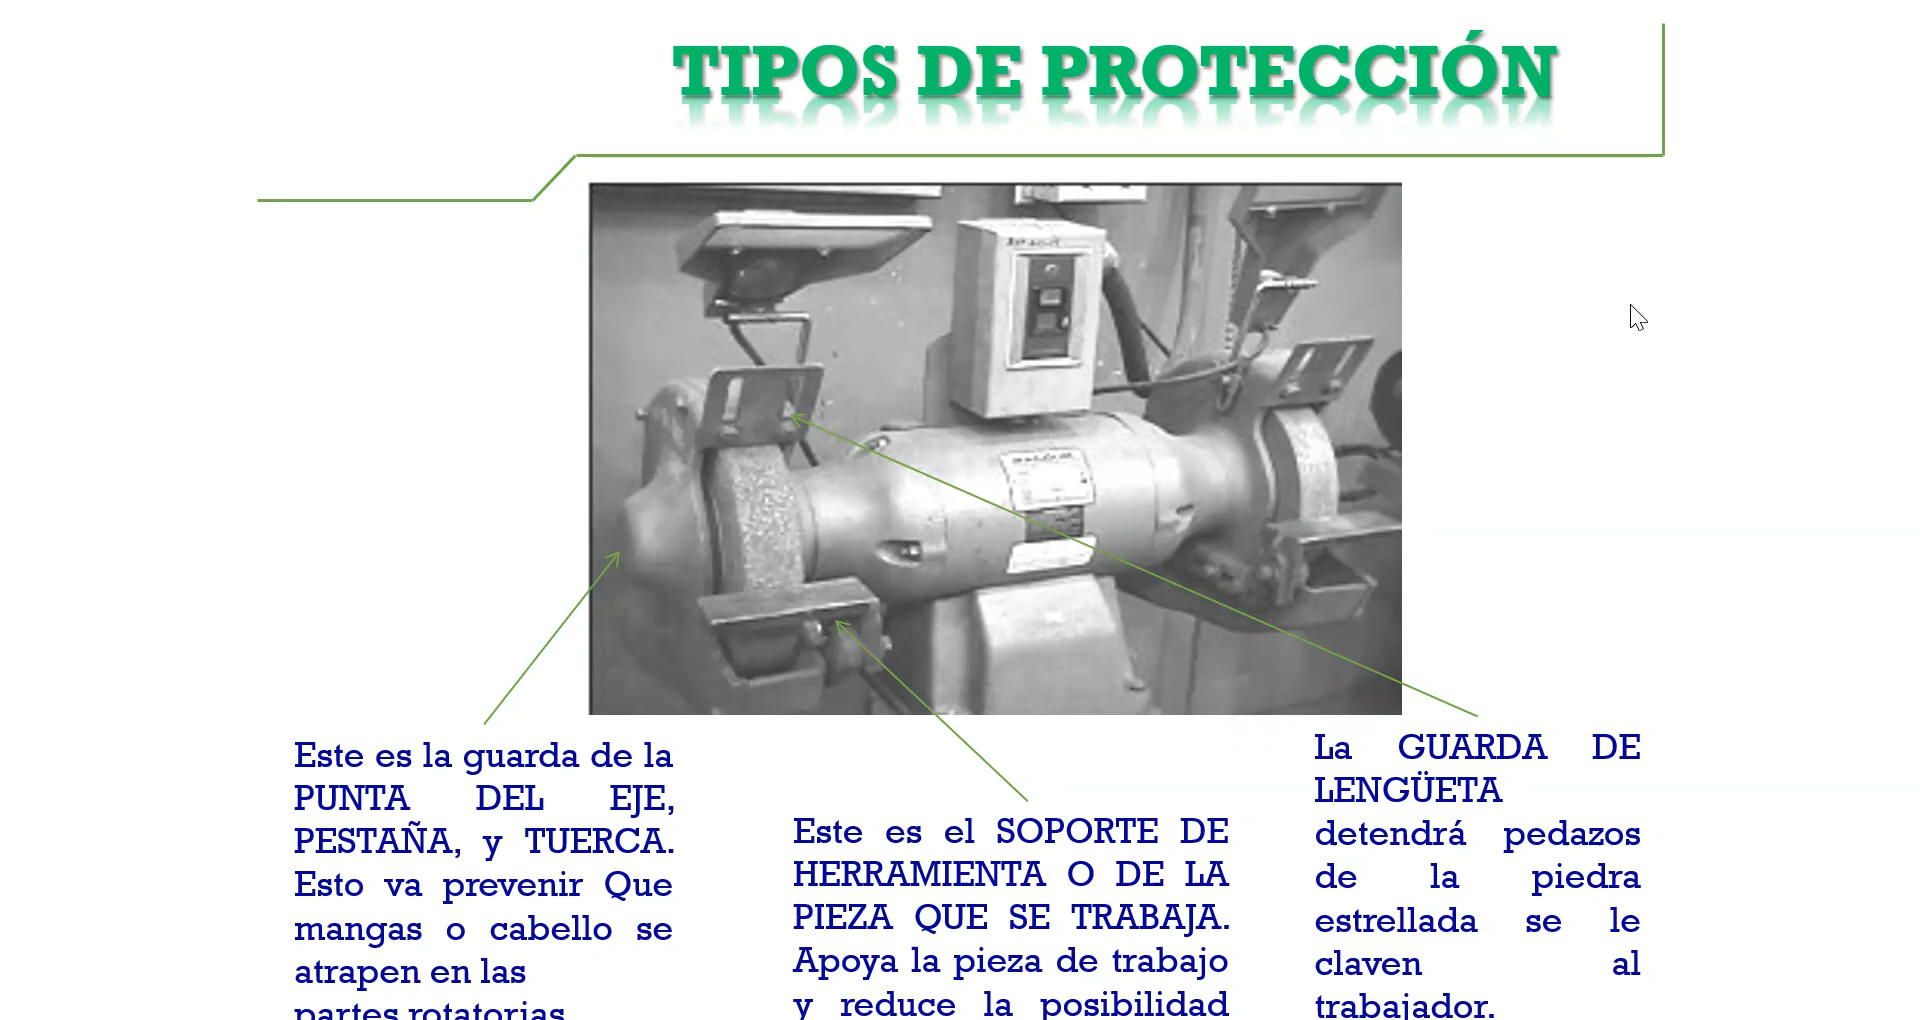 TIPOS DE PROTECCIÓN
Este es la guarda de la
PUNTA DEL EJE,
PESTAÑA, y TUERCA.
Esto va prevenir Que
mangas o cabello se
atrapen en las
partes rotatorias
Este es el SOPORTE DE
HERRAMIENTA O DE LA
PIEZA QUE SE TRABAJA.
Apoya la pieza de trabajo
y reduce la posibilidad
La GUARDA DE
LENGÜETA
detendrá pedazos
de la piedra
estrellada se le
claven al
trabajador.